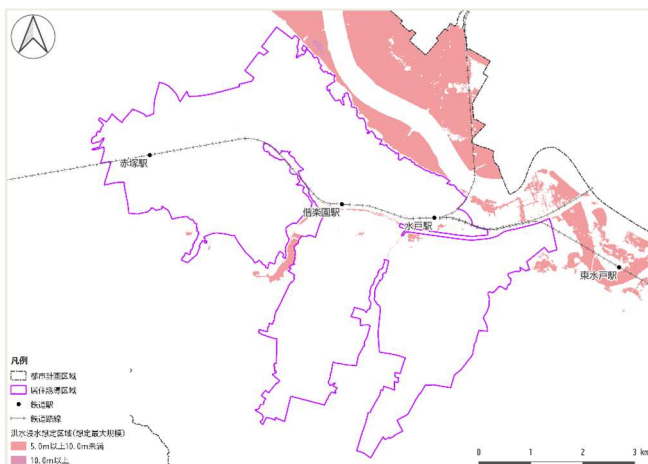 赤塚駅
偕楽園駅
水戸駅
東水戸駅
凡例
都市計画区域
居住誘導区域
鉄道駅
鉄道路線
洪水浸水想定区域(想定最大規模)
5.0m以上10.0m未満
10.0m以上
0 1 2 3 km